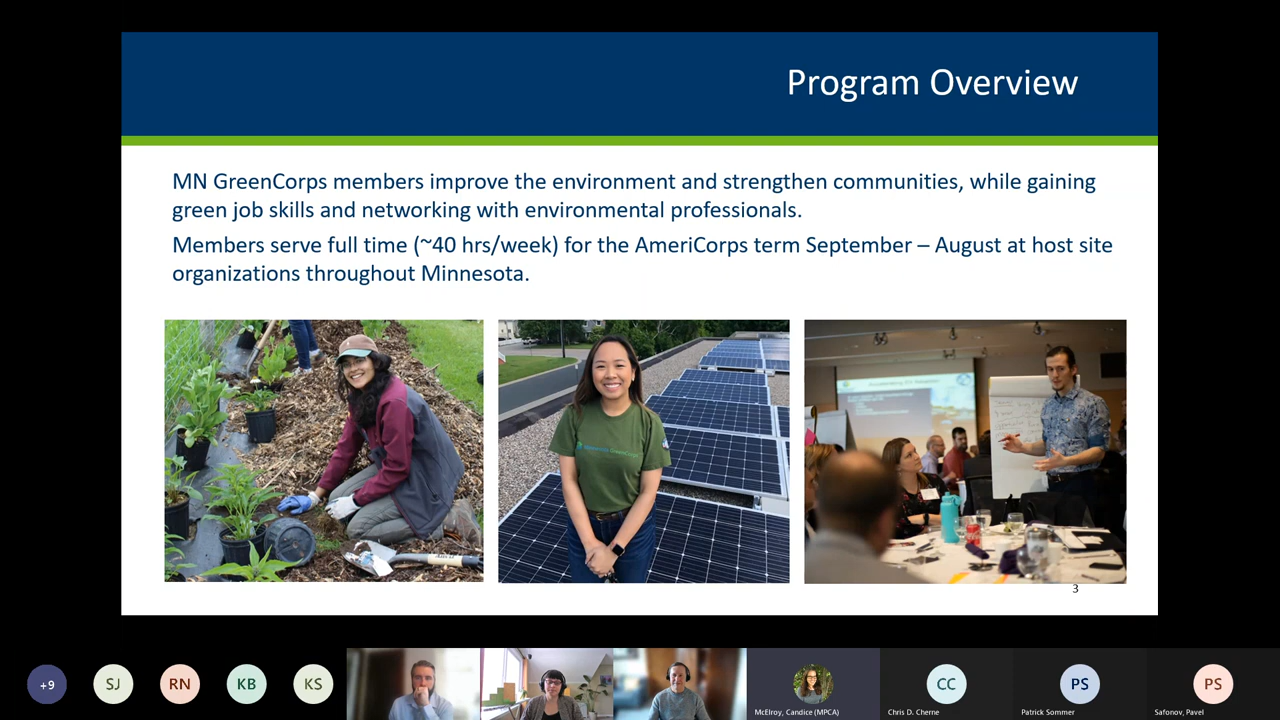 Program Overview
MN GreenCorps members improve the environment and strengthen communities, while gaining
green job skills and networking with environmental professionals.
Members serve full time (~40 hrs/week) for the AmeriCorps term September – August at host site
organizations throughout Minnesota.
3
+9
SJ
RN
KB
KS
McElroy, Candice (MPCA)
CC
Chris D. Cherne
PS
Patrick Sommer
PS
Safonov, Pavel